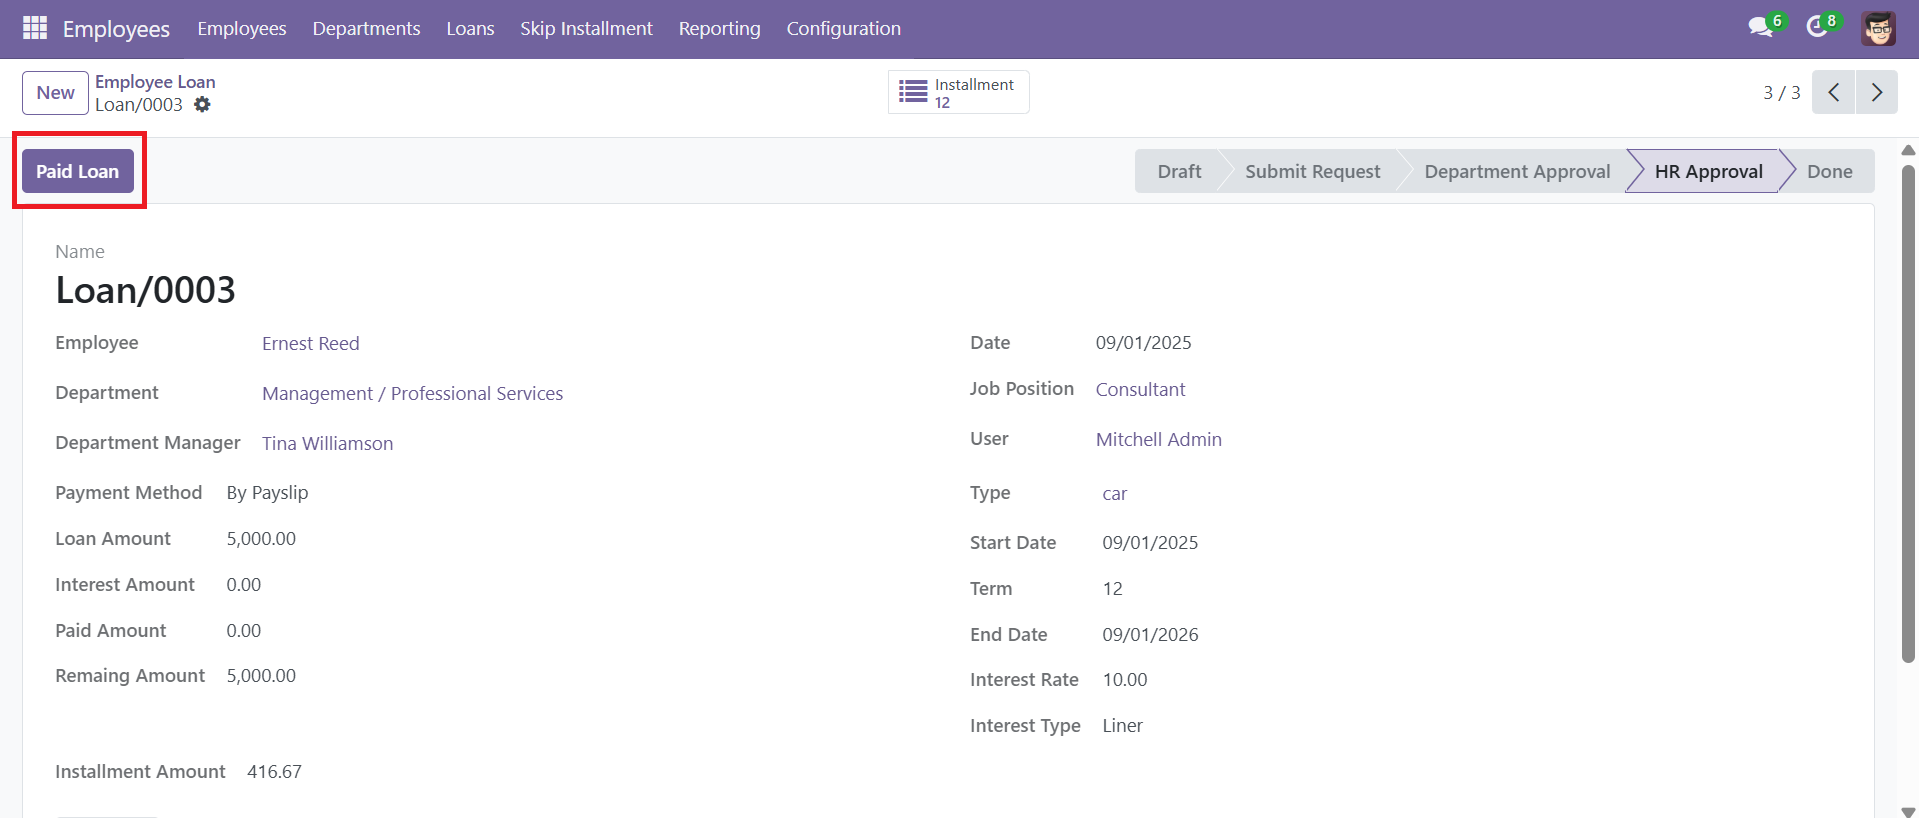 Employees Employees Departments Loans Skip Installment Reporting Configuration 6 8
New Employee Loan
Loan/0003
Installment
12
3 / 3
Paid Loan
Draft Submit Request Department Approval HR Approval Done
Name
Loan/0003
Employee Ernest Reed
Date 09/01/2025
Department Management / Professional Services
Job Position Consultant
Department Manager Tina Williamson
User Mitchell Admin
Payment Method By Payslip
Type car
Loan Amount 5,000.00
Start Date 09/01/2025
Interest Amount 0.00
Term 12
Paid Amount 0.00
End Date 09/01/2026
Remaing Amount 5,000.00
Interest Rate 10.00
Interest Type Liner
Installment Amount 416.67